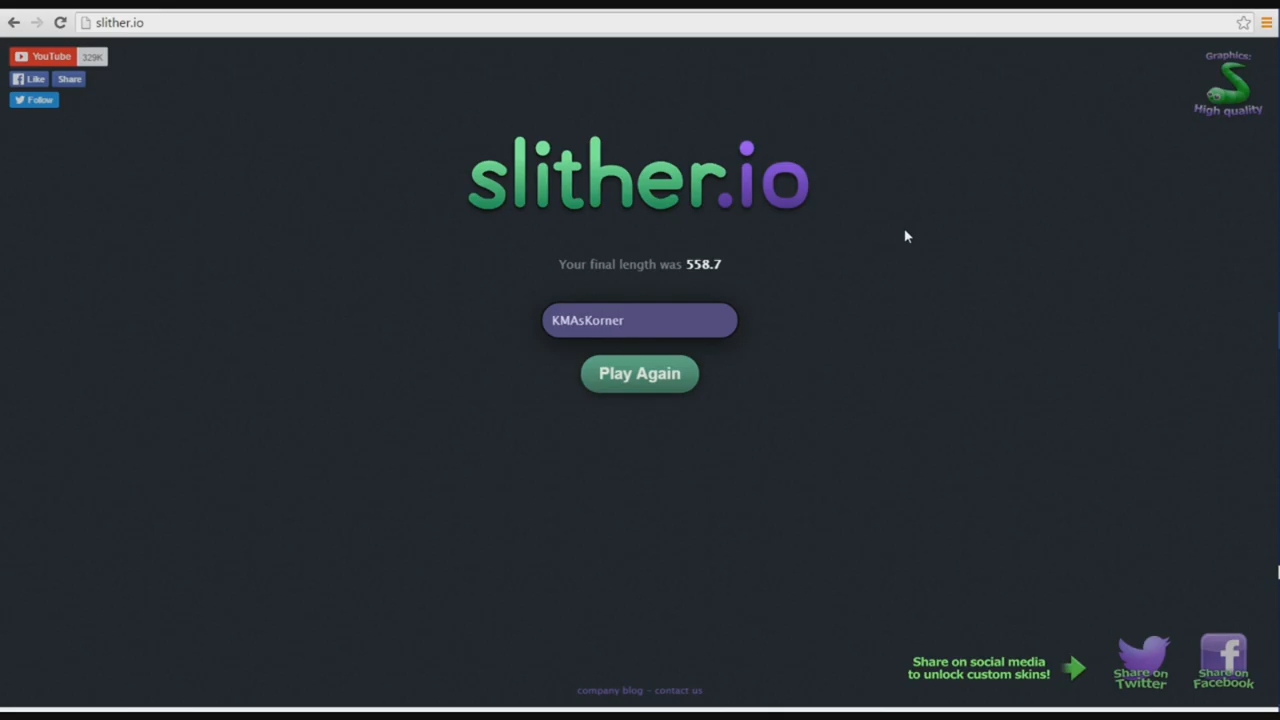 slither.io
YouTube 329K
Like Share
Follow
Graphics:
High quality
slither.io
Your final length was 558.7
KMAsKorner
Play Again
Share on social media
to unlock custom skins!
Share on
Twitter
Share on
Facebook
company blog - contact us